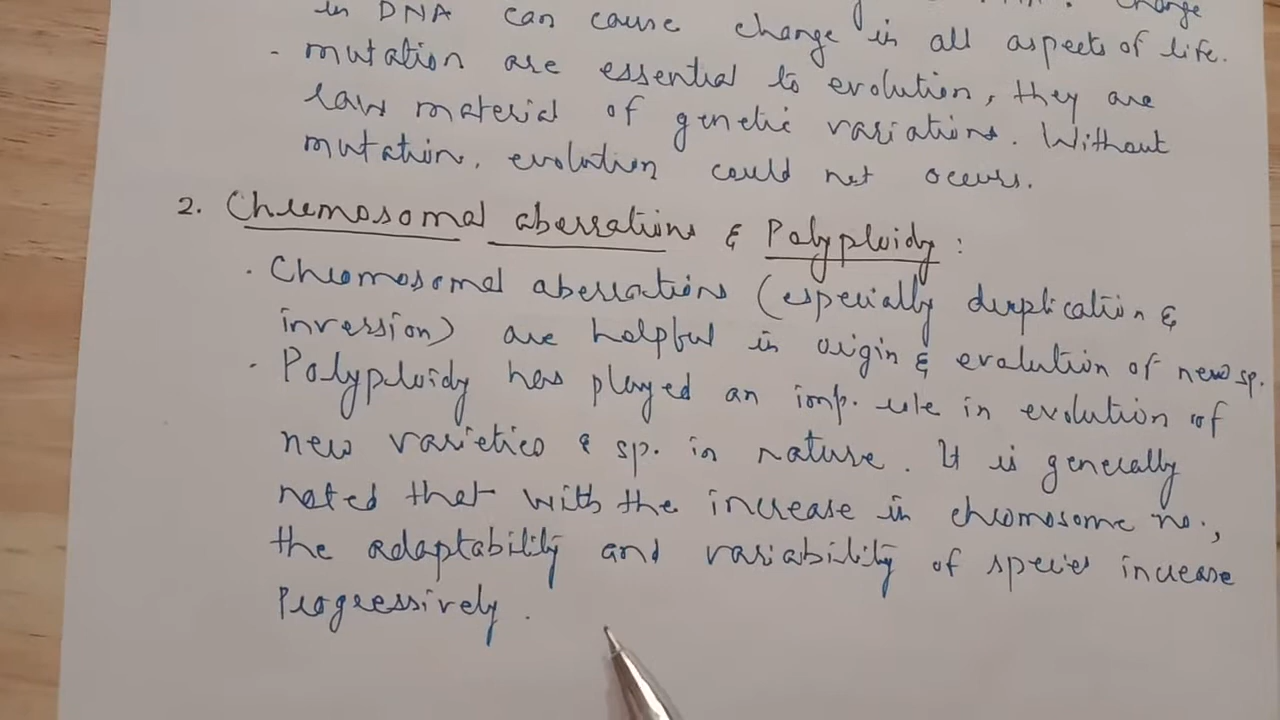 in DNA can cause change in all aspects of life.
- mutation are essential to evolution, they are
raw material of genetic variations. Without
mutation, evolution could not occurs.
2. Chromosomal aberrations & Polyploidy :
· Chromosomal aberrations (especially duplication &
inversion) are helpful in origin & evolution of new sp.
· Polyploidy has played an imp. role in evolution of
new varieties & sp. in nature. It is generally
noted that with the increase in chromosome no.,
the adaptability and variability of species increase
progressively.